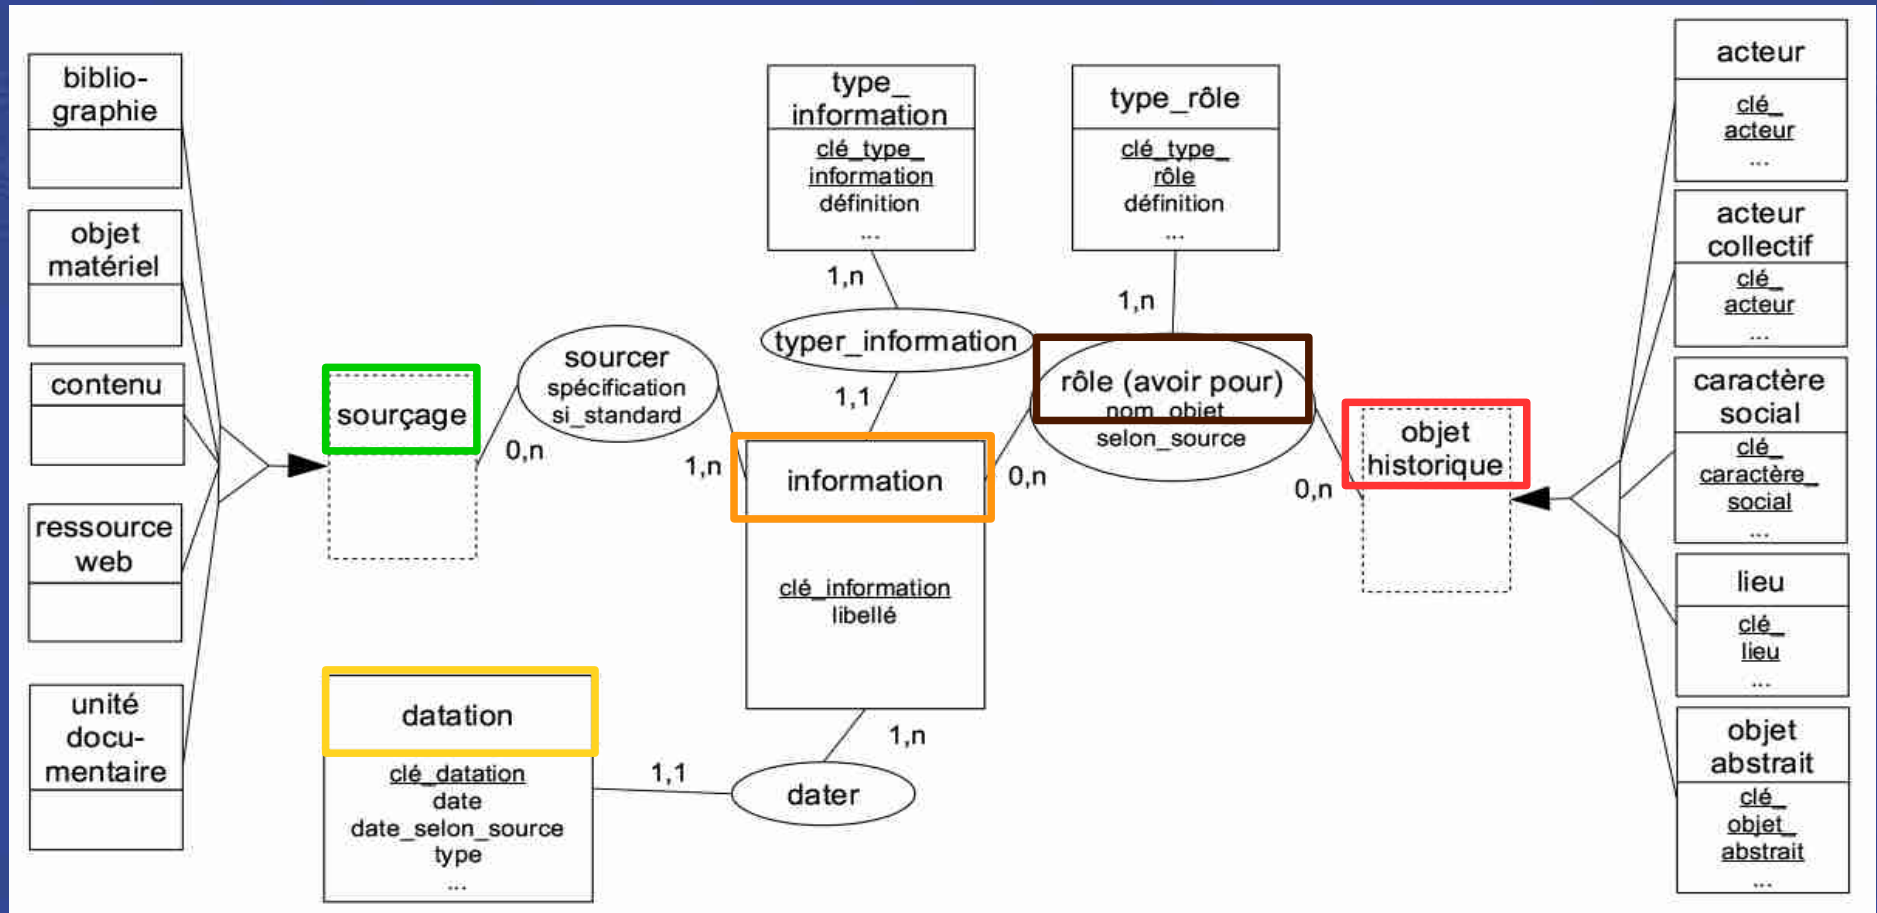 biblio-
graphie
objet
matériel
contenu
ressource
web
unité
docu-
mentaire
sourçage
0,n
sourcer
spécification
si_standard
1,n
datation
clé_datation
date
date_selon_source
type
...
1,1
dater
1,n
type_
information
clé_type_
information
définition
...
1,n
typer_information
1,1
information
clé_information
libellé
type_rôle
clé_type_
rôle
définition
...
1,n
rôle (avoir pour)
nom_objet
selon_source
0,n
0,n
objet
historique
acteur
clé_
acteur
...
acteur
collectif
clé_
acteur
...
caractère
social
clé_
caractère_
social
...
lieu
clé_
lieu
...
objet
abstrait
clé_
objet_
abstrait
...